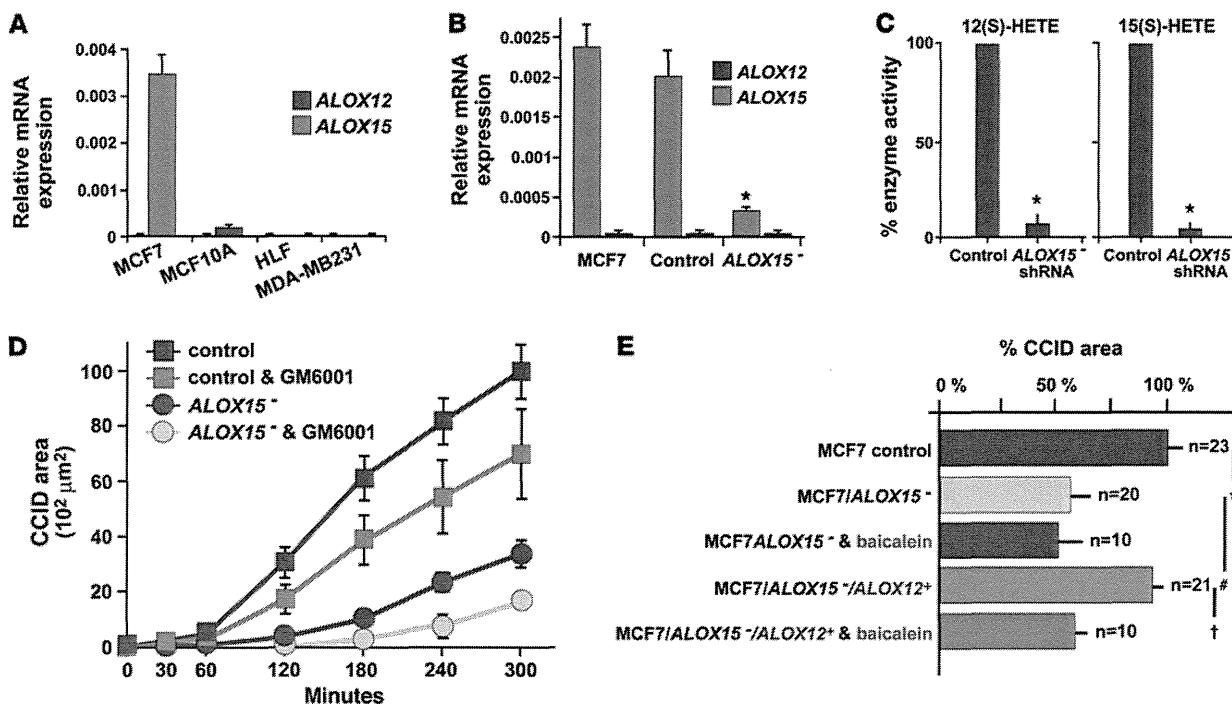 A
Relative mRNA
expression
0.004
0.003
0.002
0.001
0
ALOX12
ALOX15
MCF7
MCF10A
HLF
MDA-MB231
B
Relative mRNA
expression
0.0025
0.002
0.0015
0.001
0.0005
0
ALOX12
ALOX15
*
MCF7
Control
ALOX15 -
C
12(S)-HETE
15(S)-HETE
% enzyme activity
100
50
0
100
50
0
*
*
Control ALOX15 -
shRNA
Control ALOX15
shRNA
D
control
control & GM6001
ALOX15 -
ALOX15 - & GM6001
CCID area
(10² µm²)
100
80
60
40
20
0
0 30 60 120 180 240 300
Minutes
E
% CCID area
0 % 50 % 100 %
MCF7 control
n=23
MCF7/ALOX15 -
n=20
MCF7ALOX15 - & baicalein
n=10
MCF7/ALOX15 -/ALOX12+
n=21 #
MCF7/ALOX15 -/ALOX12+ & baicalein
n=10
†